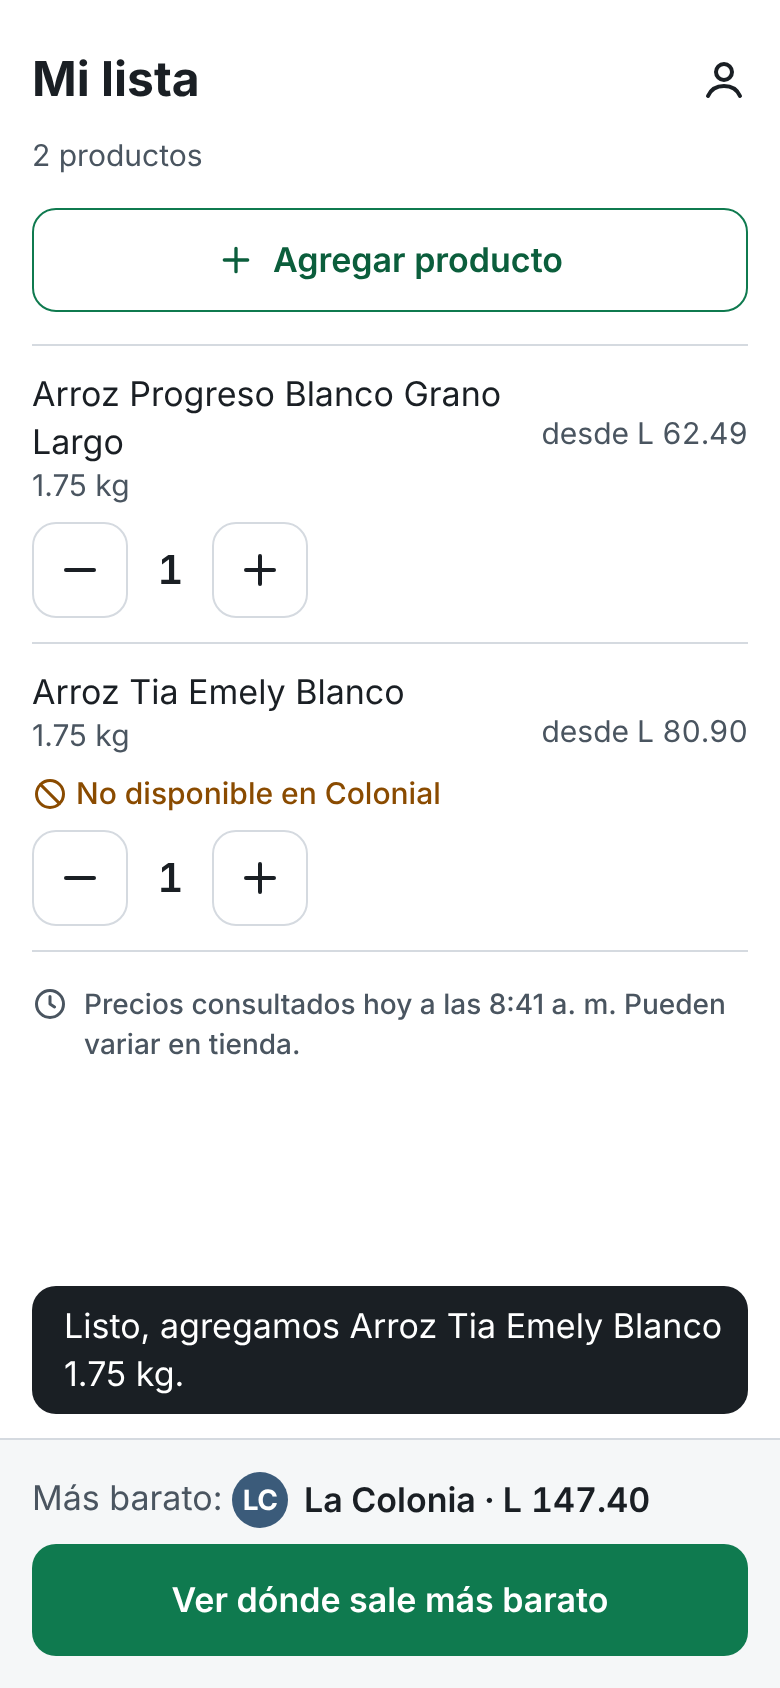 Mi lista
2 productos
Agregar producto
Arroz Progreso Blanco Grano
Largo
desde L 62.49
1.75 kg
1
Arroz Tia Emely Blanco
1.75 kg
desde L 80.90
No disponible en Colonial
1
Precios consultados hoy a las 8:41 a. m. Pueden
variar en tienda.
Listo, agregamos Arroz Tia Emely Blanco
1.75 kg.
Más barato: LC La Colonia · L 147.40
Ver dónde sale más barato